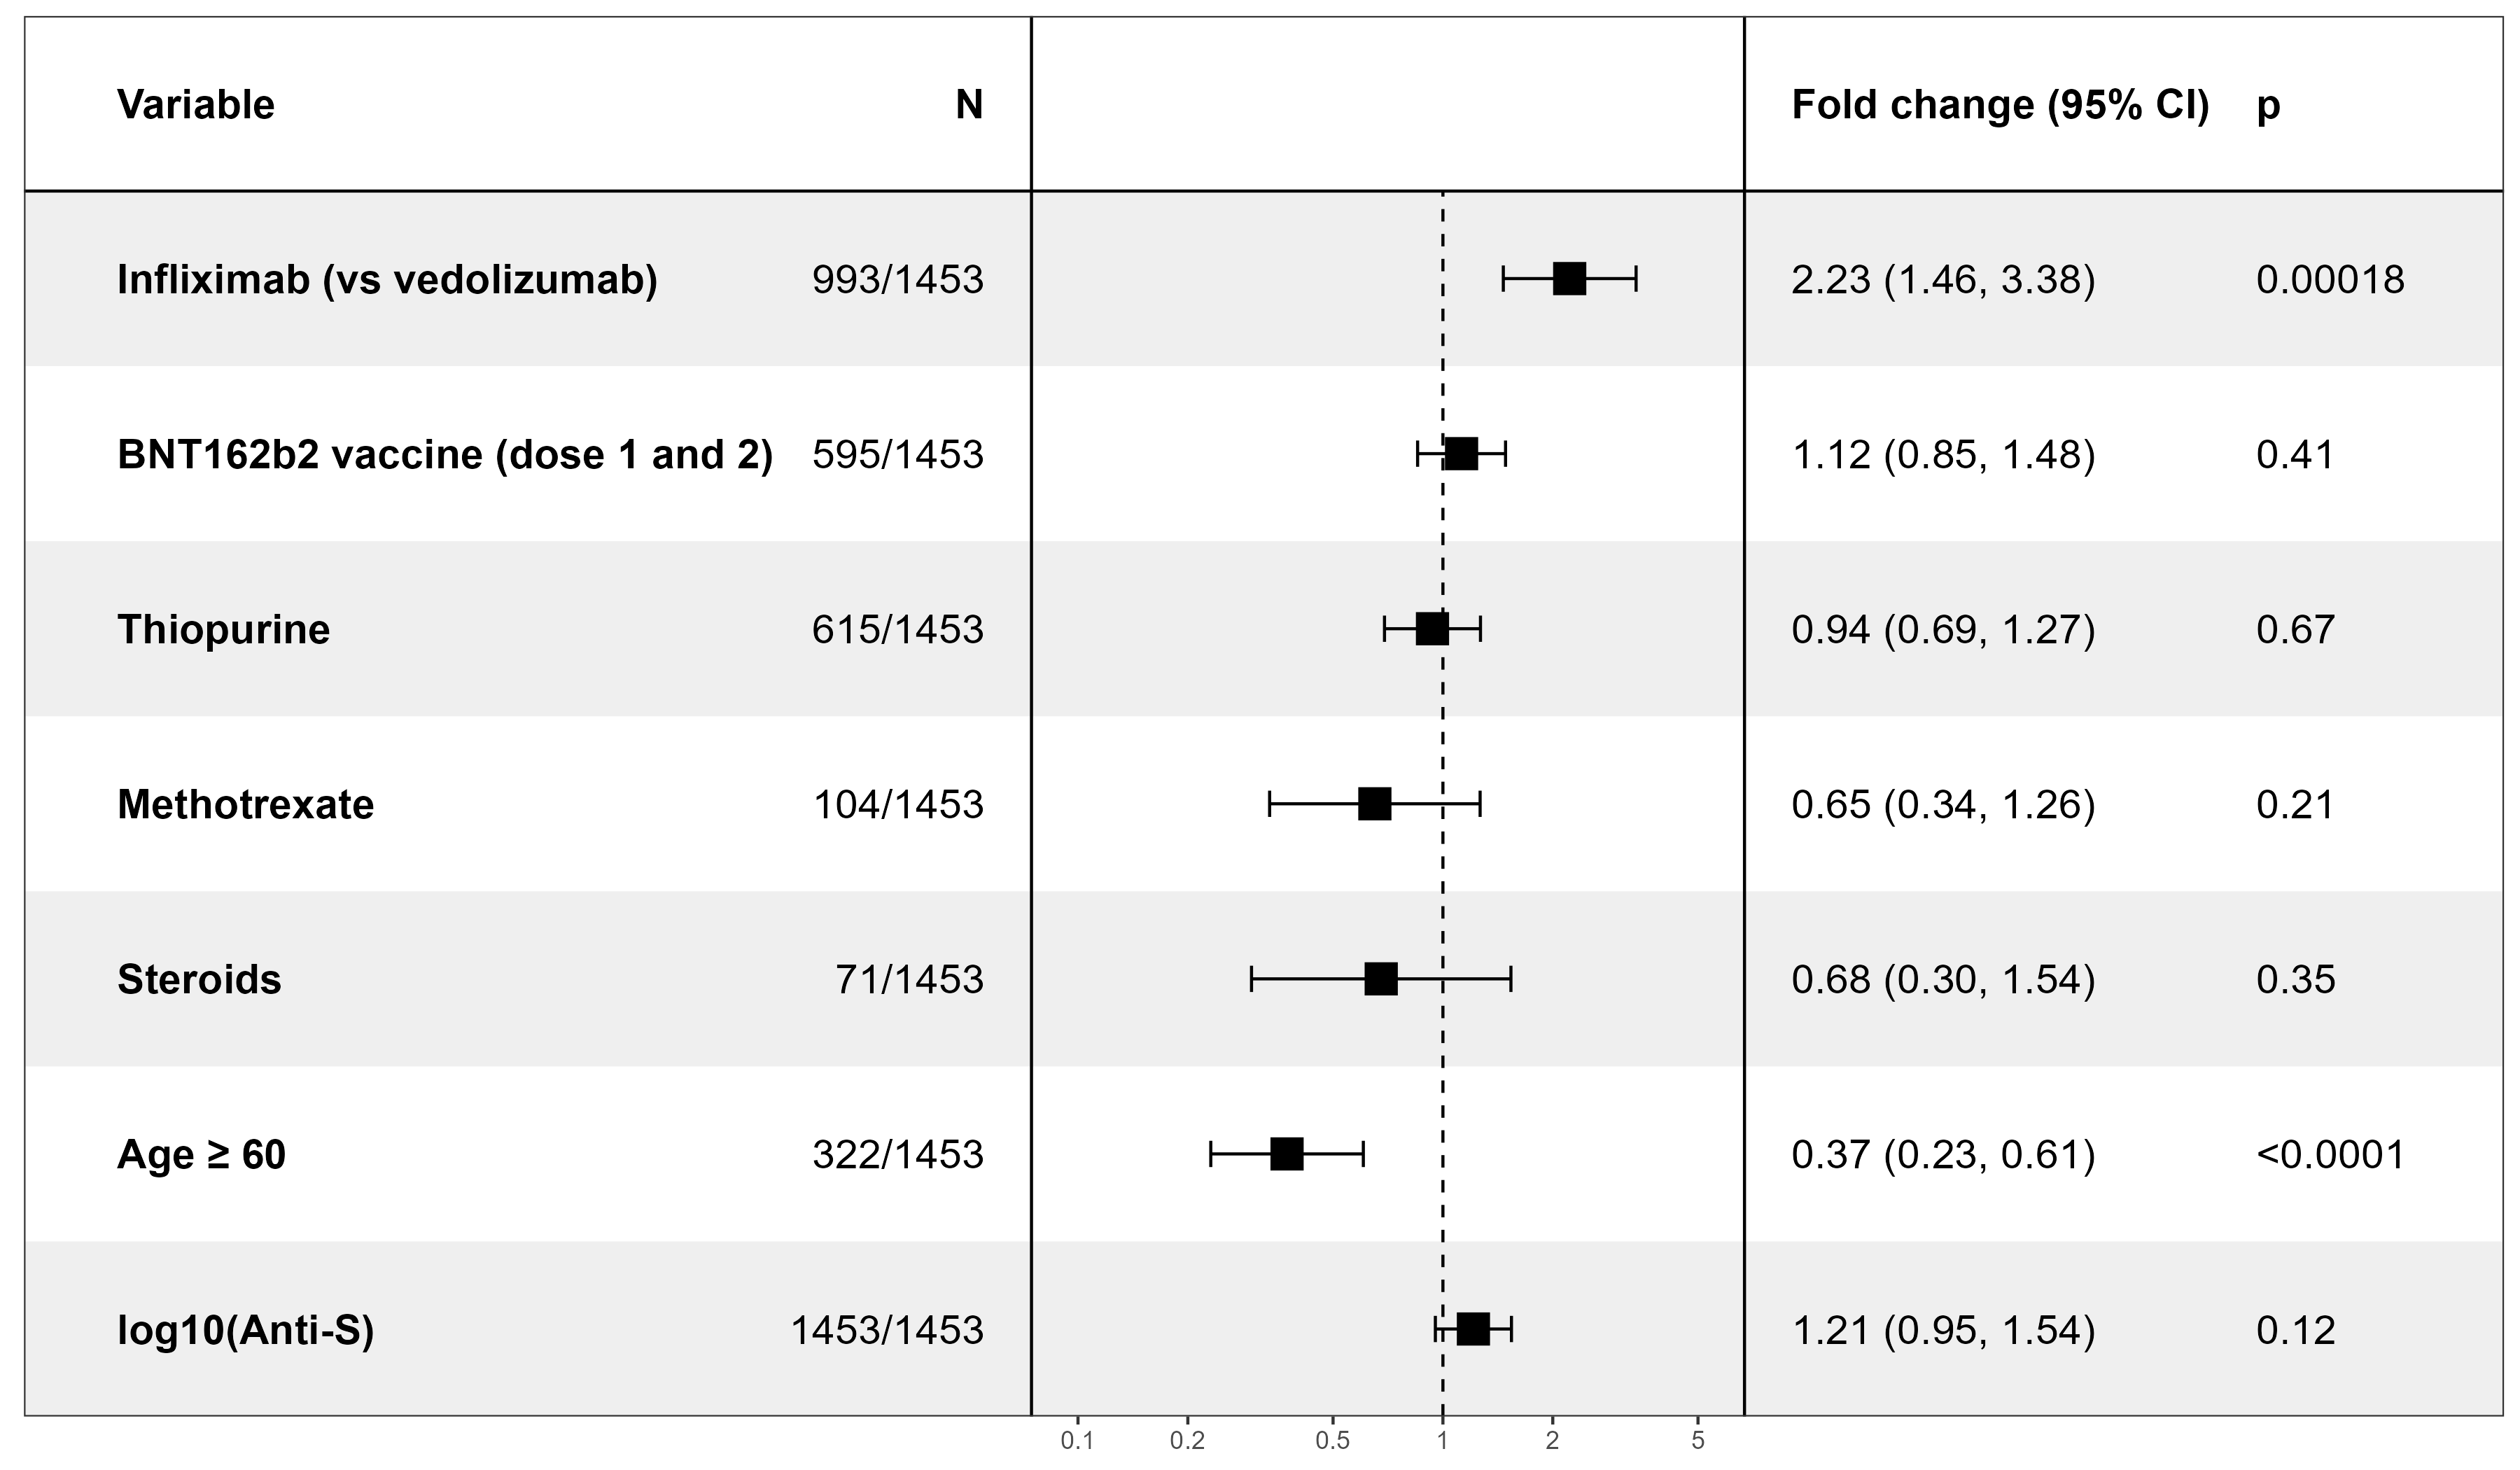 Variable N Fold change (95% CI) p
Infliximab (vs vedolizumab) 993/1453 2.23 (1.46, 3.38) 0.00018
BNT162b2 vaccine (dose 1 and 2) 595/1453 1.12 (0.85, 1.48) 0.41
Thiopurine 615/1453 0.94 (0.69, 1.27) 0.67
Methotrexate 104/1453 0.65 (0.34, 1.26) 0.21
Steroids 71/1453 0.68 (0.30, 1.54) 0.35
Age ≥ 60 322/1453 0.37 (0.23, 0.61) <0.0001
log10(Anti-S) 1453/1453 1.21 (0.95, 1.54) 0.12
0.1 0.2 0.5 1 2 5